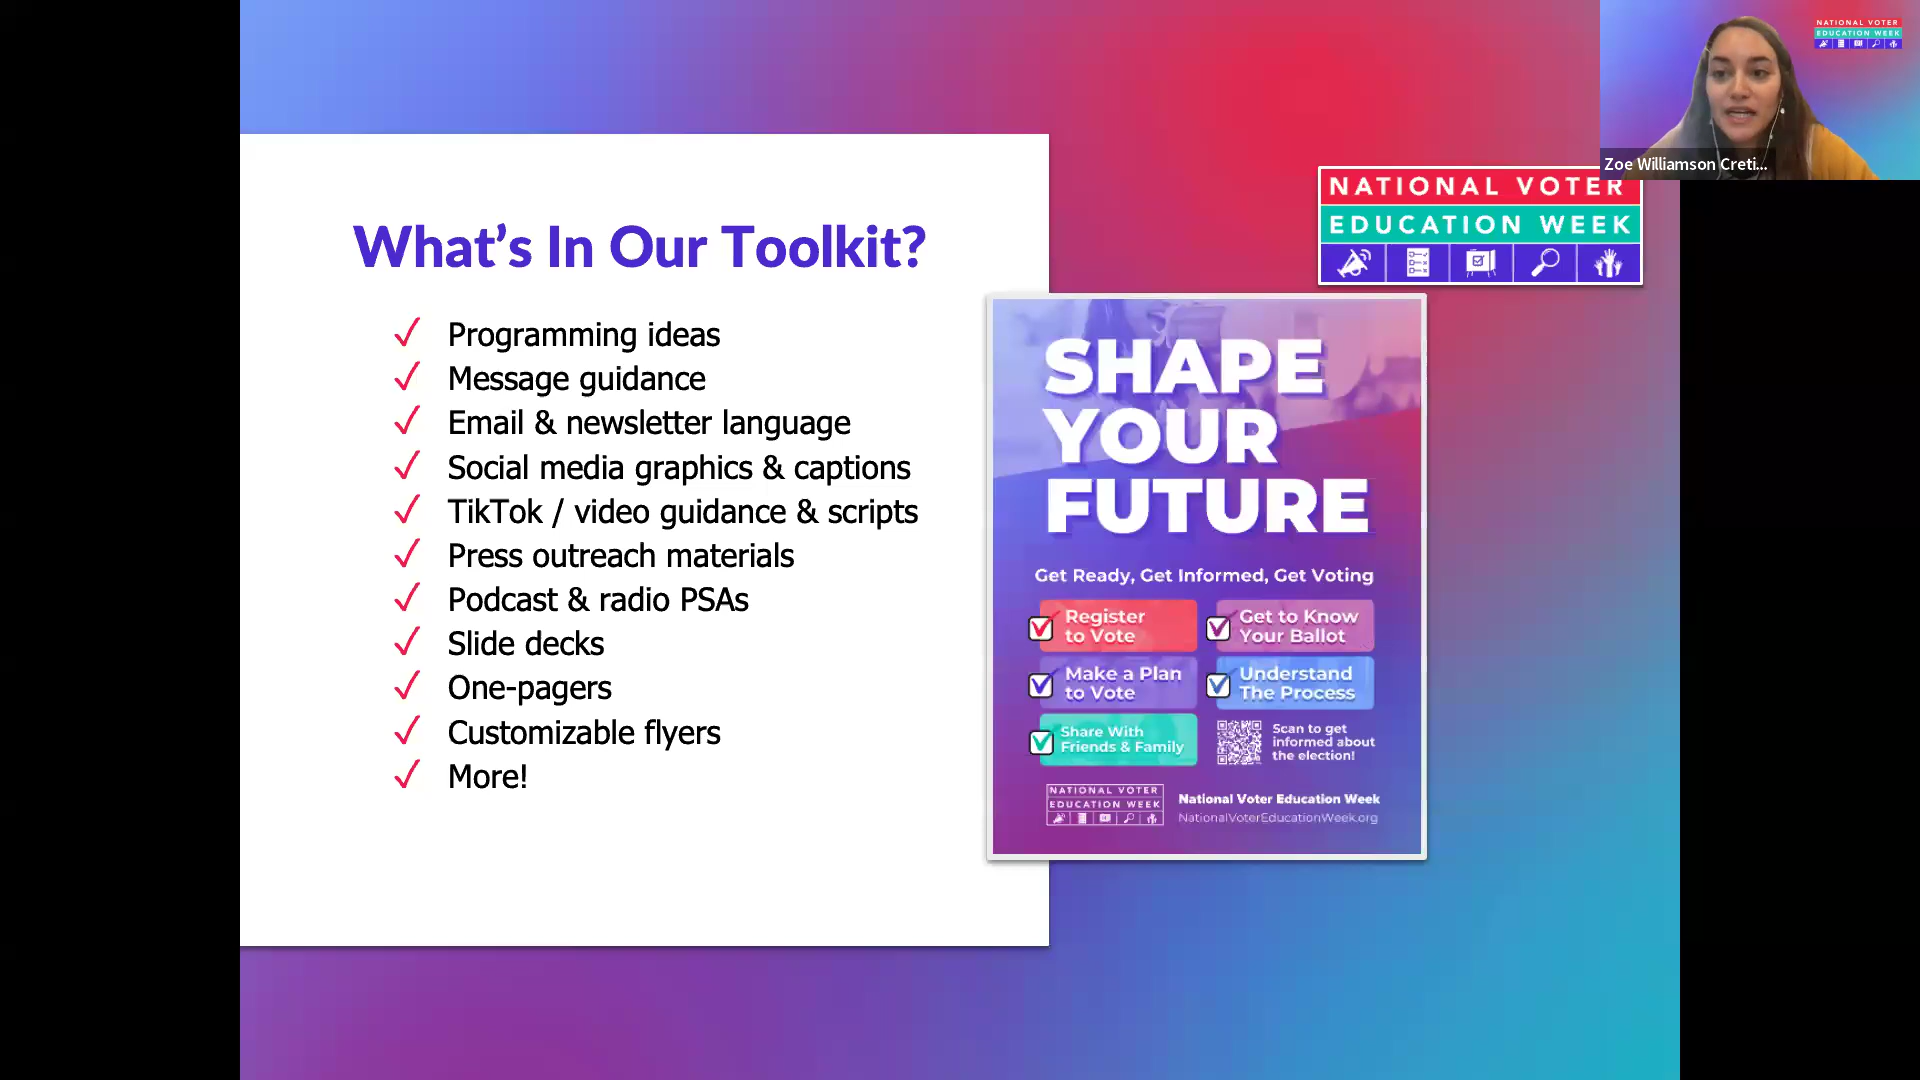 NATIONAL VOTER
EDUCATION WEEK
Zoe Williamson Creti...
NATIONAL VOTER
EDUCATION WEEK
What's In Our Toolkit?
✓ Programming ideas
✓ Message guidance
✓ Email & newsletter language
✓ Social media graphics & captions
✓ TikTok / video guidance & scripts
✓ Press outreach materials
✓ Podcast & radio PSAs
✓ Slide decks
✓ One-pagers
✓ Customizable flyers
✓ More!
SHAPE
YOUR
FUTURE
Get Ready, Get Informed, Get Voting
Register
to Vote
Get to Know
Your Ballot
Make a Plan
to Vote
Understand
The Process
Share With
Friends & Family
Scan to get
informed about
the election!
NATIONAL VOTER
EDUCATION WEEK
National Voter Education Week
NationalVoterEducationWeek.org